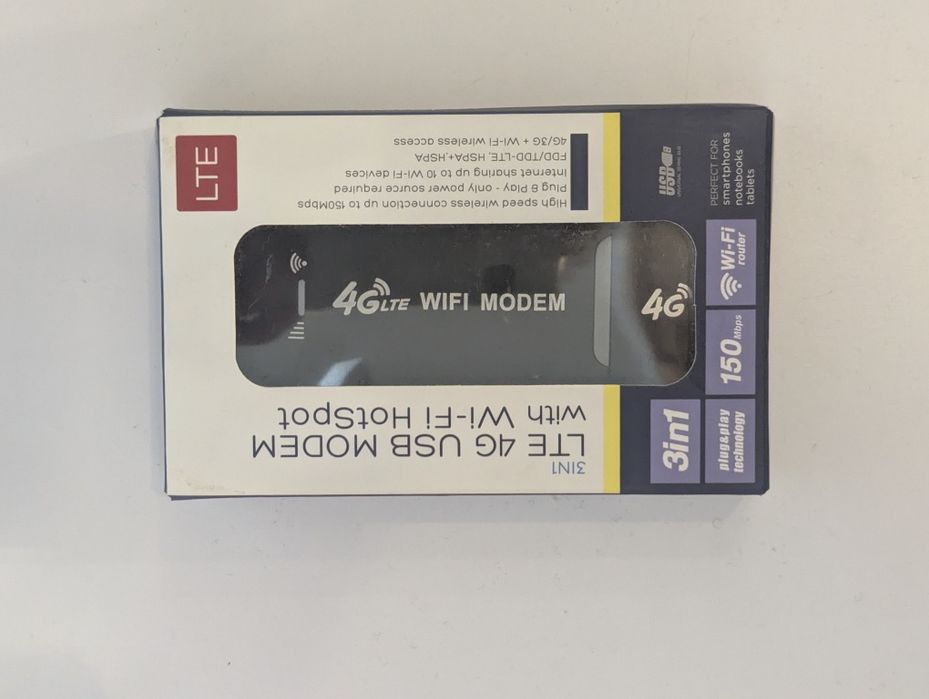 3IN1
LTE 4G USB MODEM
with Wi-Fi HotSpot
High speed wireless connection up to 150Mbps
Plug & Play - only power source required
Internet sharing up to 10 Wi-Fi devices
FDD/TDD-LTE, HSPA+,HSPA
4G/3G + Wi-Fi wireless access
LTE
4G LTE WIFI MODEM
4G
3in1
plug&play
technology
150 Mbps
Wi-Fi
router
USB
PERFECT FOR
smartphones
notebooks
tablets